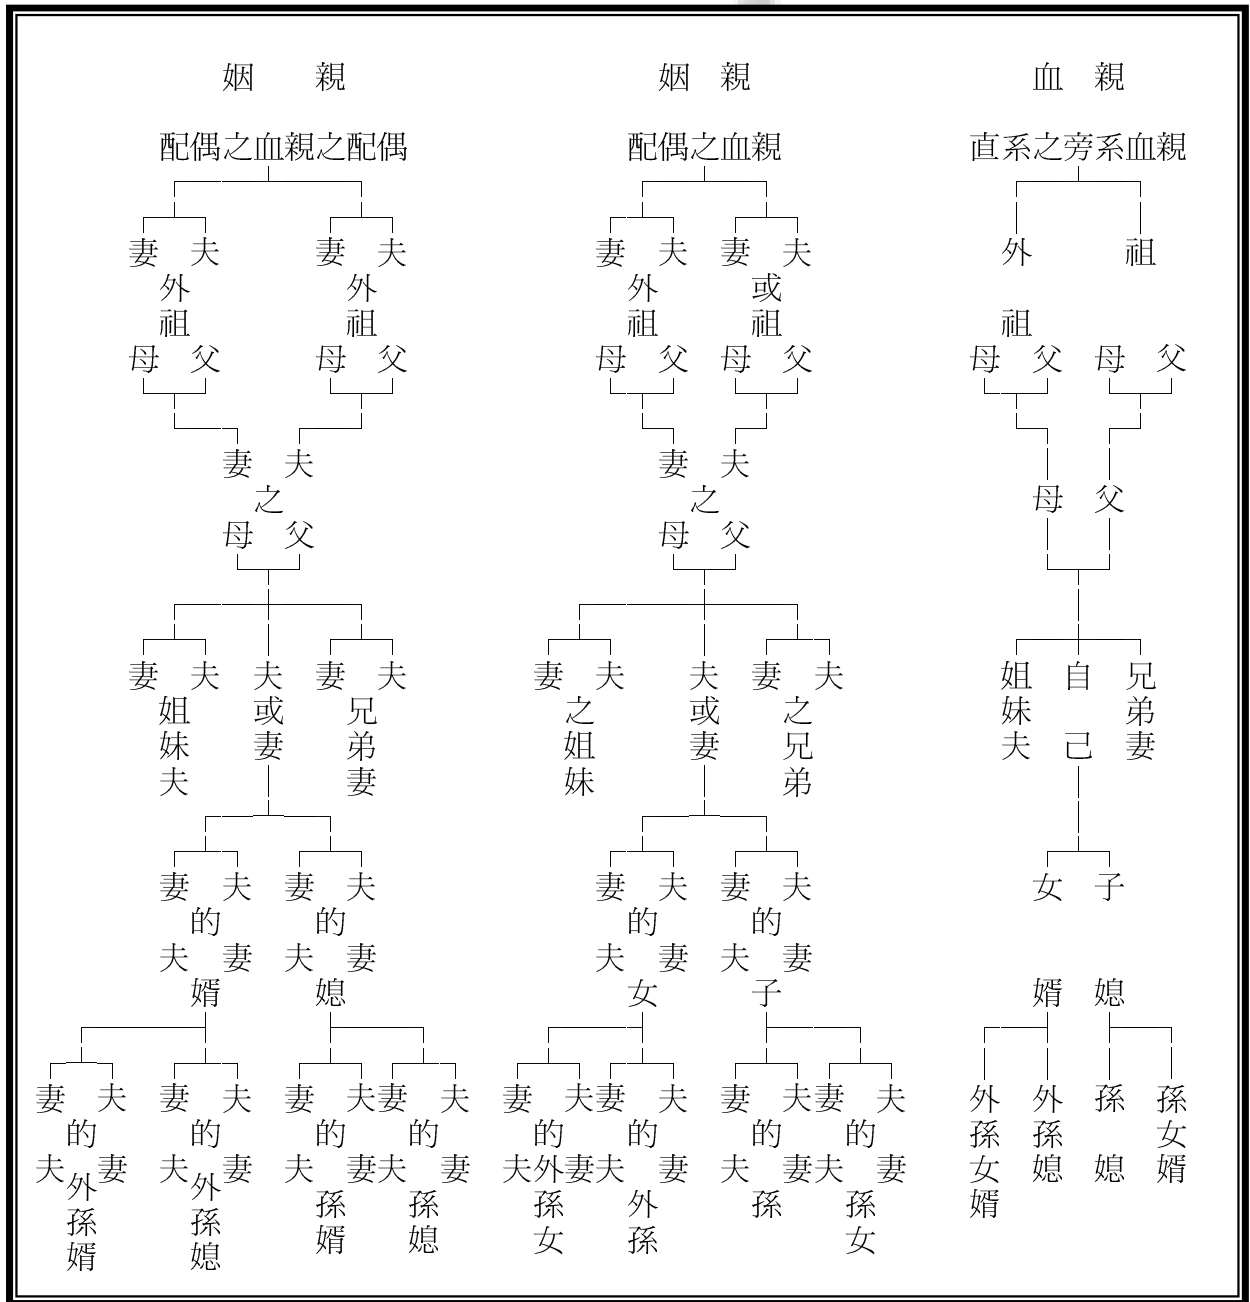 姻 親 姻 親 血 親
配偶之血親之配偶 配偶之血親 直系之旁系血親
妻 夫 妻 夫 妻 夫 妻 夫 外 祖
外 外 外 或
祖 祖 祖 祖 祖
母 父 母 父 母 父 母 父 母 父 母 父
妻 夫 妻 夫
之 之 母 父
母 父 母 父
妻 夫 夫 妻 夫 妻 夫 夫 妻 夫 姐 自 兄
姐 或 兄 之 或 之 妹 弟
妹 妻 弟 姐 妻 兄 夫 己 妻
夫 妻 妹 弟
妻 夫 妻 夫 妻 夫 妻 夫 女 子
的 的 的 的
夫 妻 夫 妻 夫 妻 夫 妻
婿 媳 女 子 婿 媳
妻 夫 妻 夫 妻 夫 妻 夫 妻 夫 妻 夫 妻 夫 妻 夫 外 外 孫 孫
的 的 的 的 的 的 的 的 孫 孫 女
夫 妻 夫 妻 夫 妻 夫 妻 夫 外 妻 夫 妻 夫 妻 夫 妻 女 媳 媳 婿
外 外 孫 孫 孫 外 孫 孫 婿
孫 孫 婿 媳 女 孫 女
婿 媳